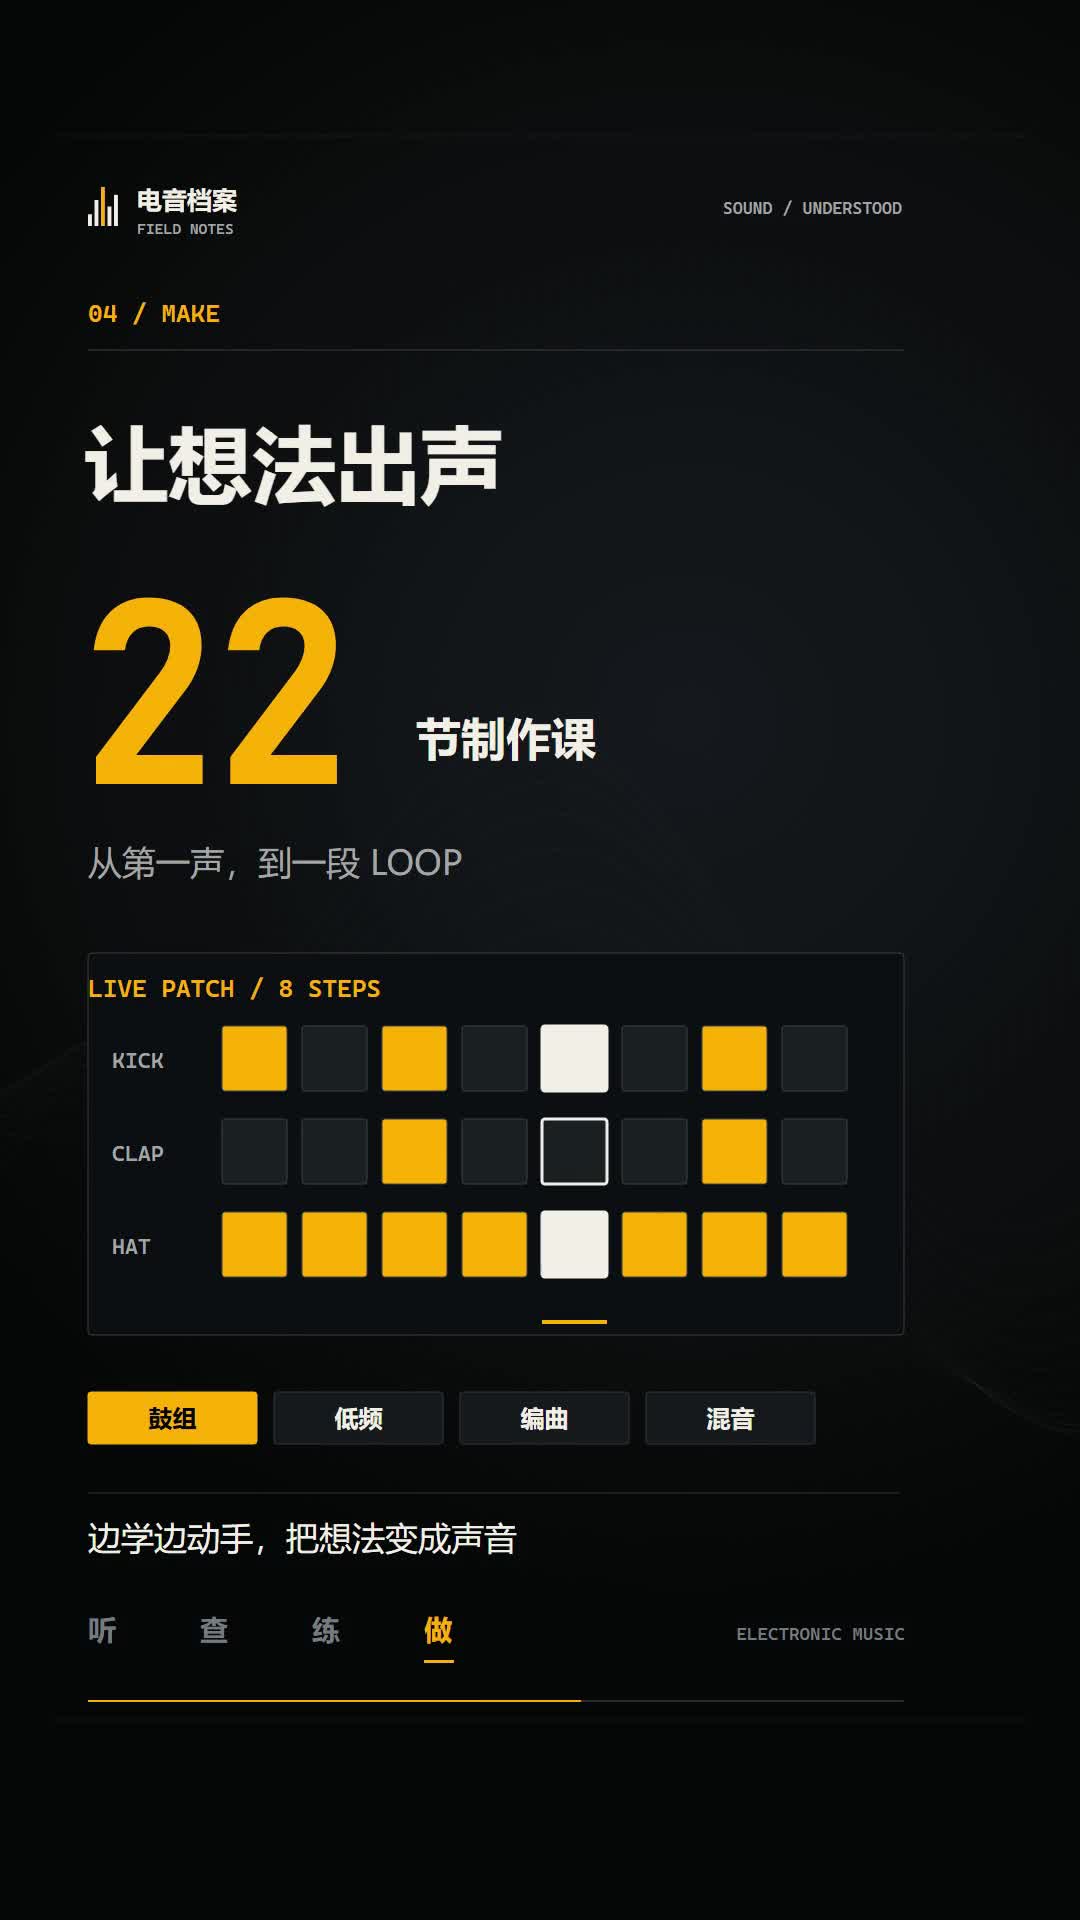 电音档案
FIELD NOTES
SOUND / UNDERSTOOD
04 / MAKE
让想法出声
22
节制作课
从第一声，到一段 LOOP
LIVE PATCH / 8 STEPS
KICK
CLAP
HAT
鼓组 低频 编曲 混音
边学边动手，把想法变成声音
听 查 练 做
ELECTRONIC MUSIC